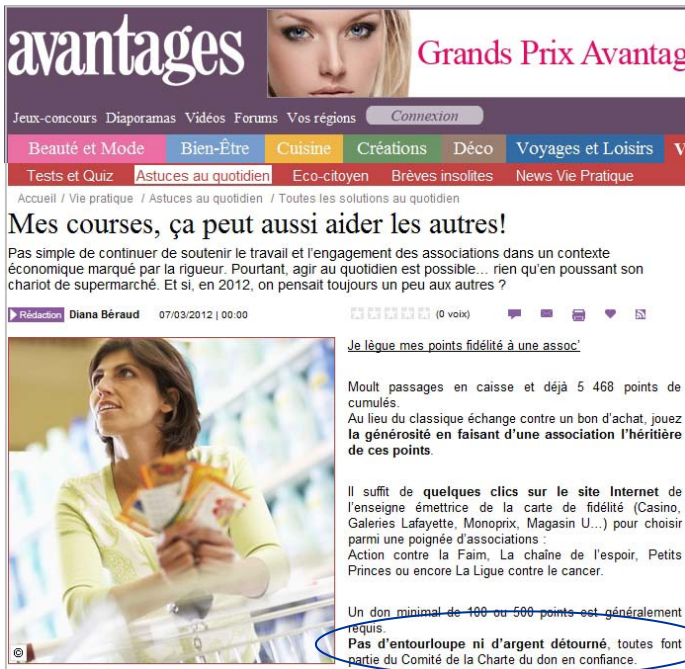 avantages
Grands Prix Avantag
Jeux-concours Diaporamas Vidéos Forums Vos régions Connexion
Beauté et Mode Bien-Être Cuisine Créations Déco Voyages et Loisirs V
Tests et Quiz Astuces au quotidien Eco-citoyen Brèves insolites News Vie Pratique
Accueil / Vie pratique / Astuces au quotidien / Toutes les solutions au quotidien
Mes courses, ça peut aussi aider les autres!
Pas simple de continuer de soutenir le travail et l'engagement des associations dans un contexte
économique marqué par la rigueur. Pourtant, agir au quotidien est possible… rien qu'en poussant son
chariot de supermarché. Et si, en 2012, on pensait toujours un peu aux autres ?
Rédaction Diana Béraud 07/03/2012 | 00:00 (0 voix)
Je lègue mes points fidélité à une assoc'
Moult passages en caisse et déjà 5 468 points de
cumulés.
Au lieu du classique échange contre un bon d'achat, jouez
la générosité en faisant d'une association l'héritière
de ces points.
Il suffit de quelques clics sur le site Internet de
l'enseigne émettrice de la carte de fidélité (Casino,
Galeries Lafayette, Monoprix, Magasin U…) pour choisir
parmi une poignée d'associations :
Action contre la Faim, La chaîne de l'espoir, Petits
Princes ou encore La Ligue contre le cancer.
Un don minimal de 100 ou 500 points est généralement
requis.
Pas d'entourloupe ni d'argent détourné, toutes font
partie du Comité de la Charte du don en confiance.
©